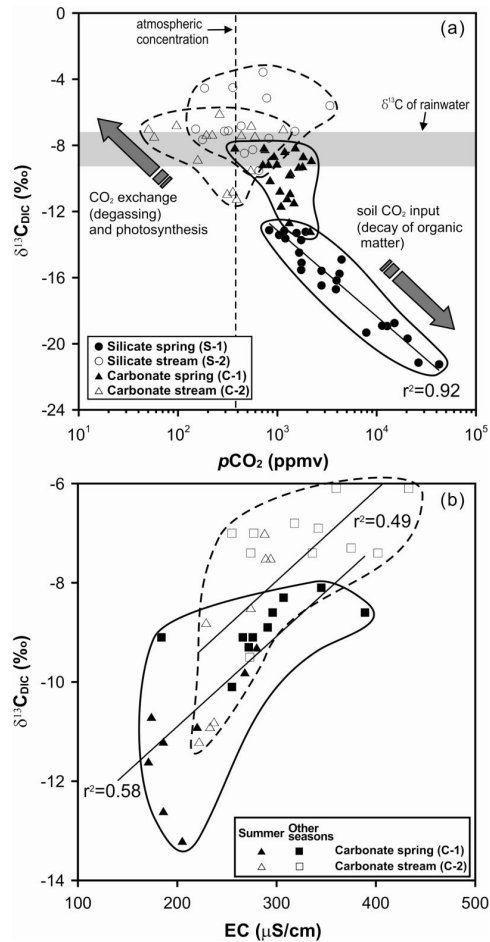 (a)
atmospheric
concentration
δ¹³C of rainwater
CO₂ exchange
(degassing)
and photosynthesis
soil CO₂ input
(decay of organic
matter)
δ¹³C_DIC (‰)
-0
-4
-8
-12
-16
-20
-24
Silicate spring (S-1)
Silicate stream (S-2)
Carbonate spring (C-1)
Carbonate stream (C-2)
r²=0.92
10¹ 10² 10³ 10⁴ 10⁵
pCO₂ (ppmv)
(b)
δ¹³C_DIC (‰)
-6
-8
-10
-12
-14
r²=0.49
r²=0.58
Summer Other
seasons
Carbonate spring (C-1)
Carbonate stream (C-2)
100 200 300 400 500
EC (μS/cm)